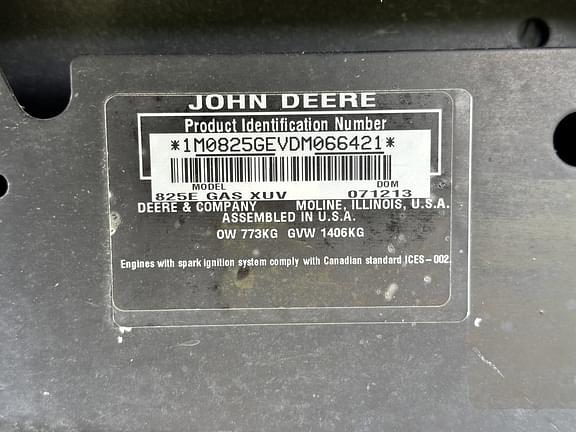 JOHN DEERE
Product Identification Number
*1M0825GEVDM066421*
MODEL DOM
825E GAS XUV 071213
DEERE & COMPANY MOLINE, ILLINOIS, U.S.A.
ASSEMBLED IN U.S.A.
OW 773KG GVW 1406KG
Engines with spark ignition system comply with Canadian standard ICES-002.